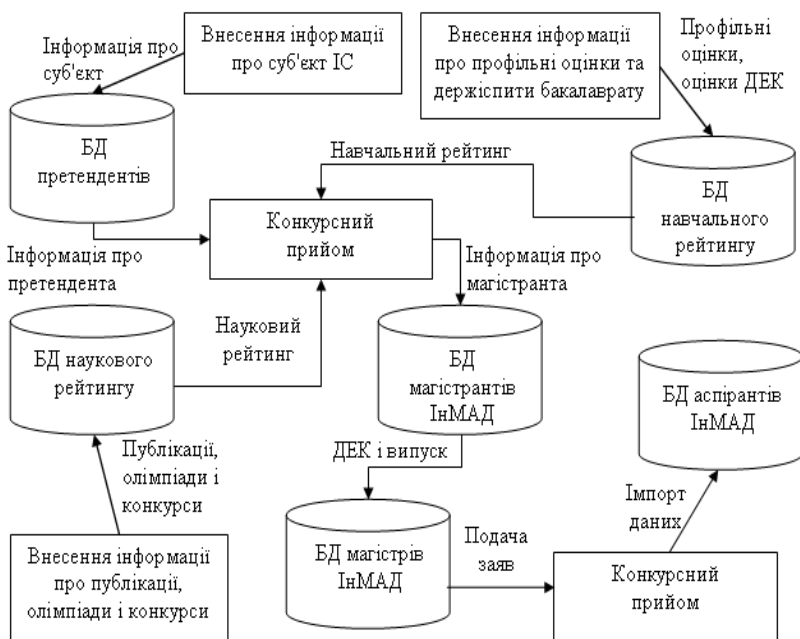 Інформація про
суб'єкт
Внесення інформації
про суб'єкт ІС
Внесення інформації
про профільні оцінки та
держіспити бакалаврату
Профільні
оцінки,
оцінки ДЕК
БД
претендентів
Навчальний рейтинг
БД
навчального
рейтингу
Конкурсний
прийом
Інформація про
претендента
Інформація про
магістранта
БД наукового
рейтингу
Науковий
рейтинг
БД
магістрантів
ІнМАД
БД аспірантів
ІнМАД
Публікації,
олімпіади і
конкурси
ДЕК і випуск
Імпорт
даних
Внесення інформації
про публікації,
олімпіади і конкурси
БД магістрів
ІнМАД
Подача
заяв
Конкурсний
прийом